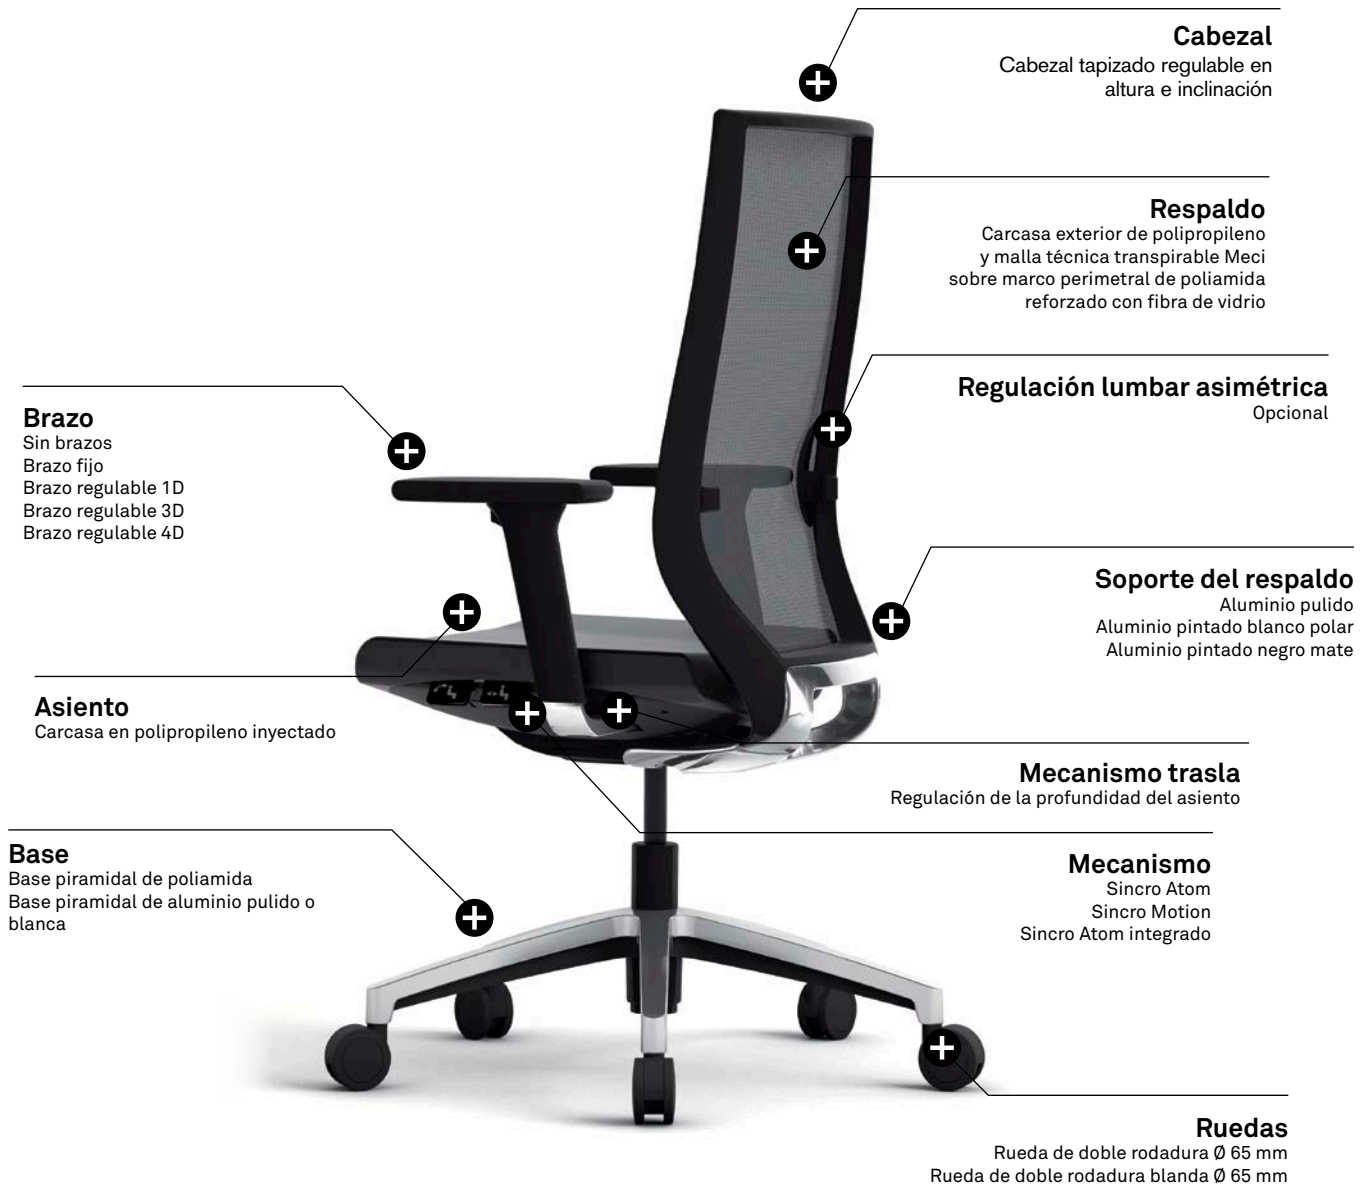 Cabezal
Cabezal tapizado regulable en
altura e inclinación
Respaldo
Carcasa exterior de polipropileno
y malla técnica transpirable Meci
sobre marco perimetral de poliamida
reforzado con fibra de vidrio
Regulación lumbar asimétrica
Opcional
Brazo
Sin brazos
Brazo fijo
Brazo regulable 1D
Brazo regulable 3D
Brazo regulable 4D
Soporte del respaldo
Aluminio pulido
Aluminio pintado blanco polar
Aluminio pintado negro mate
Asiento
Carcasa en polipropileno inyectado
Mecanismo trasla
Regulación de la profundidad del asiento
Base
Base piramidal de poliamida
Base piramidal de aluminio pulido o
blanca
Mecanismo
Sincro Atom
Sincro Motion
Sincro Atom integrado
Ruedas
Rueda de doble rodadura Ø 65 mm
Rueda de doble rodadura blanda Ø 65 mm